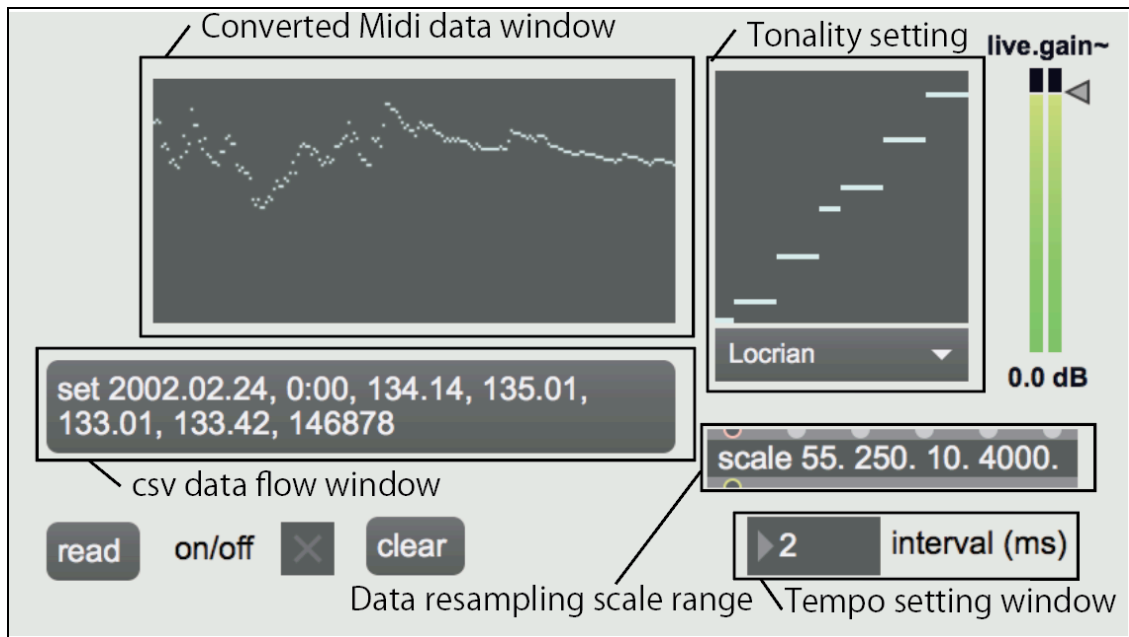 Converted Midi data window
Tonality setting
live.gain~
Locrian
0.0 dB
set 2002.02.24, 0:00, 134.14, 135.01,
133.01, 133.42, 146878
scale 55. 250. 10. 4000.
csv data flow window
read
on/off
clear
2
interval (ms)
Data resampling scale range
Tempo setting window